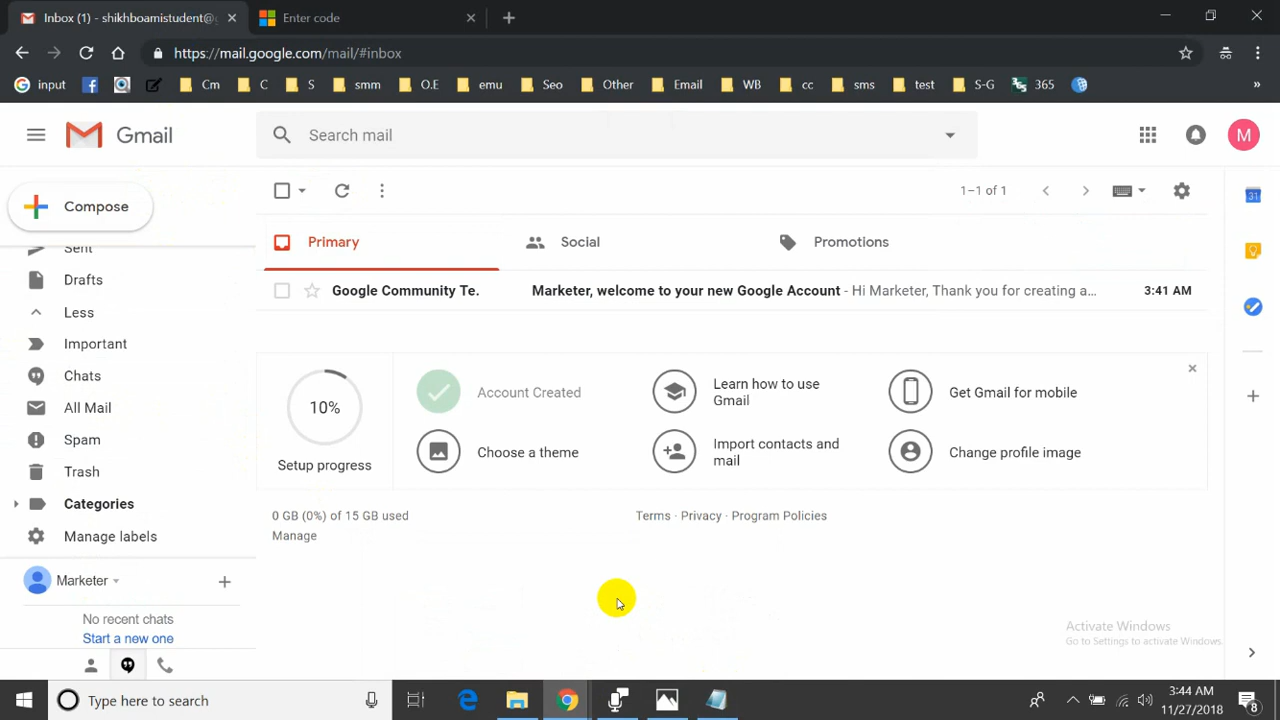 Inbox (1) - shikhboamistudent@g
Enter code
https://mail.google.com/mail/#inbox
input
Cm
C
S
smm
O.E
emu
Seo
Other
Email
WB
cc
sms
test
S-G
365
»
Gmail
Search mail
M
Compose
1–1 of 1
31
Sent
Primary
Social
Promotions
Drafts
Google Community Te.
Marketer, welcome to your new Google Account - Hi Marketer, Thank you for creating a…
3:41 AM
Less
Important
Chats
All Mail
Spam
Trash
Categories
Manage labels
10%
Setup progress
Account Created
Learn how to use
Gmail
Get Gmail for mobile
Choose a theme
Import contacts and
mail
Change profile image
0 GB (0%) of 15 GB used
Manage
Terms · Privacy · Program Policies
Marketer
No recent chats
Start a new one
Activate Windows
Go to Settings to activate Windows.
Type here to search
3:44 AM
11/27/2018
8